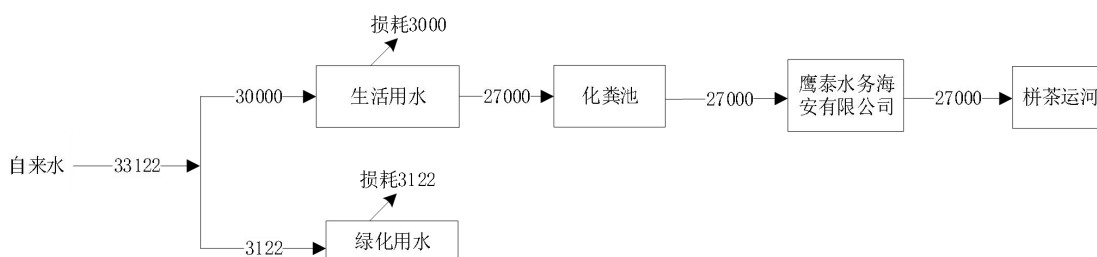 损耗3000
30000
生活用水
27000
化粪池
27000
鹰泰水务海
安有限公司
27000
栟茶运河
自来水
33122
损耗3122
3122
绿化用水